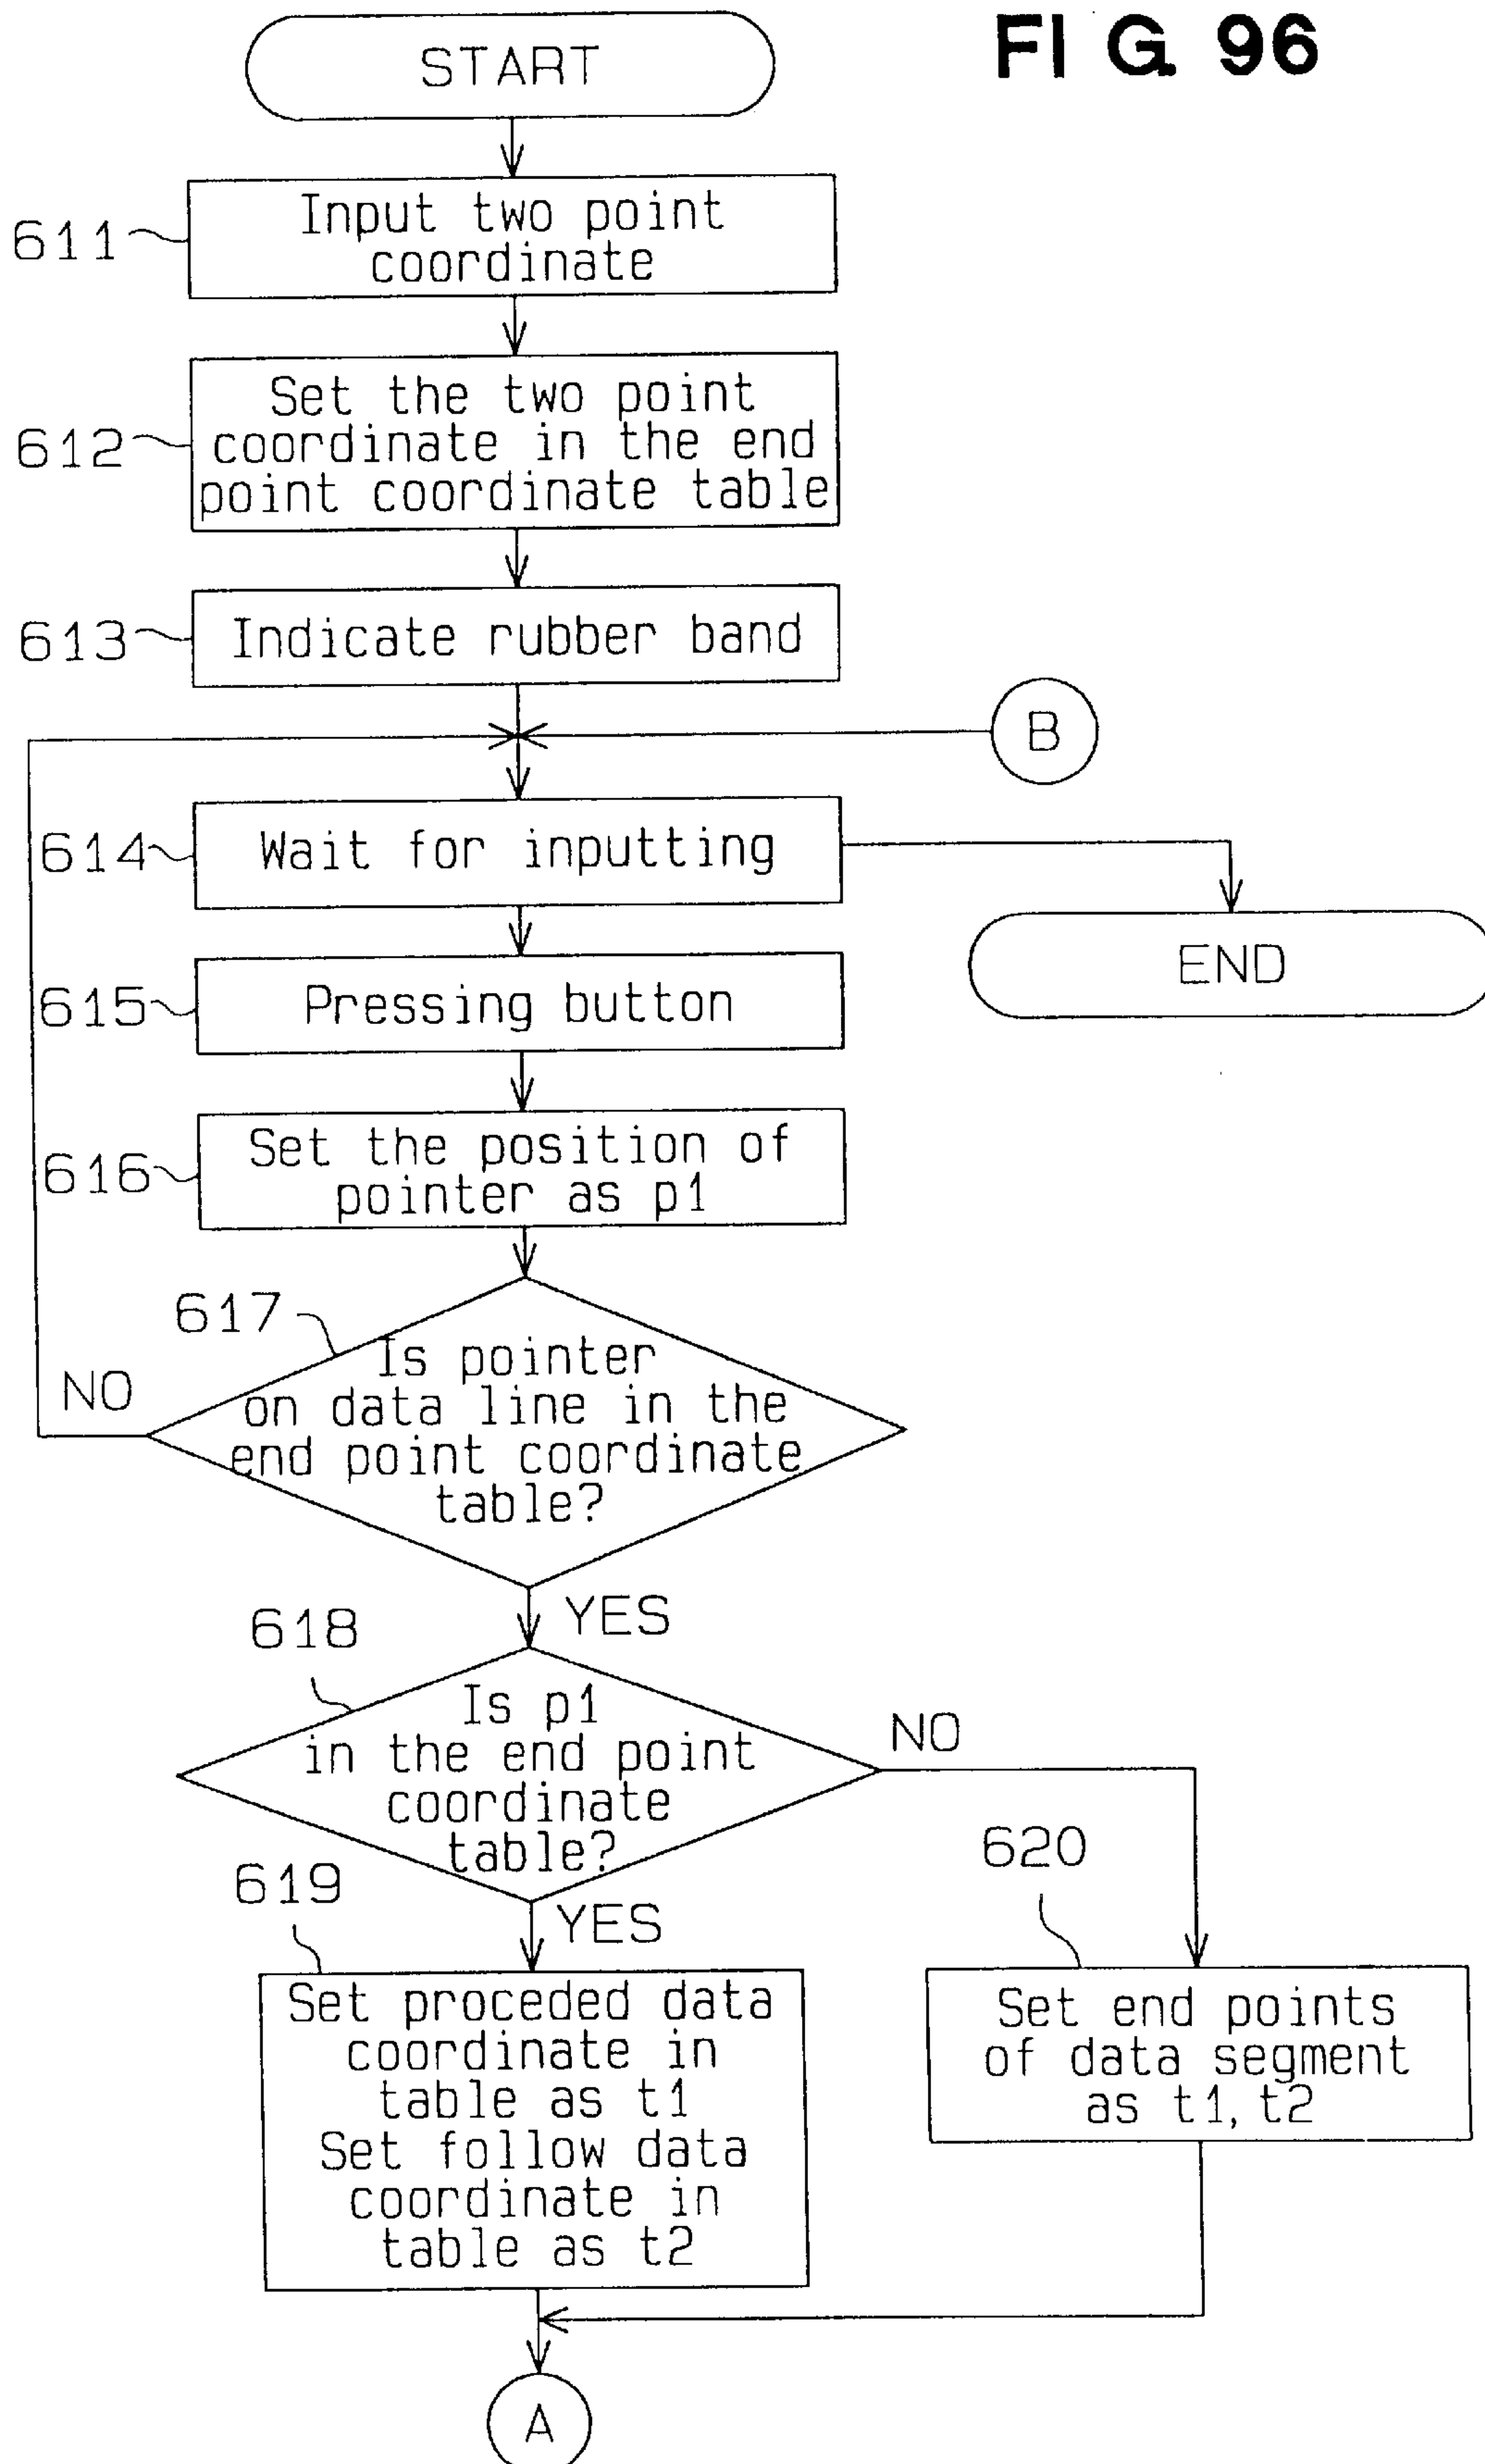 FIG. 96
START
611
Input two point
coordinate
612
Set the two point
coordinate in the end
point coordinate table
613
Indicate rubber band
B
614
Wait for inputting
END
615
Pressing button
616
Set the position of
pointer as p1
617
Is pointer
on data line in the
end point coordinate
table?
NO
YES
618
Is p1
in the end point
coordinate
table?
NO
YES
619
Set proceded data
coordinate in
table as t1
Set follow data
coordinate in
table as t2
620
Set end points
of data segment
as t1, t2
A